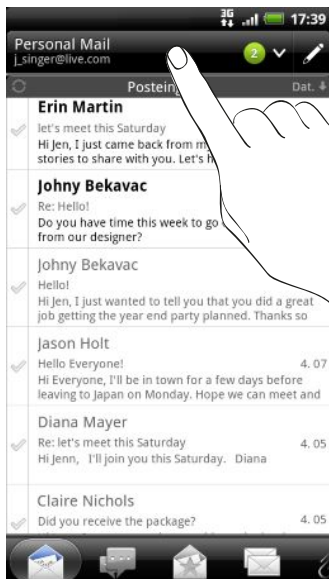 3G 17:39
Personal Mail
j_singer@live.com 2
Posteing Dat.
Erin Martin
let's meet this Saturday
Hi Jen, I just came back from m
stories to share with you. Let's h
Johny Bekavac
Re: Hello!
Do you have time this week to go
from our designer?
Johny Bekavac
Hello!
Hi Jen, I just wanted to tell you that you did a great
job getting the year end party planned. Thanks so
Jason Holt
Hello Everyone! 4. 07
Hi Everyone, I'll be in town for a few days before
leaving to Japan on Monday. Hope we can meet and
Diana Mayer
Re: let's meet this Saturday 4. 05
Hi Jenn, I'll join you this Saturday. Diana
Claire Nichols
Did you receive the package? 4. 05